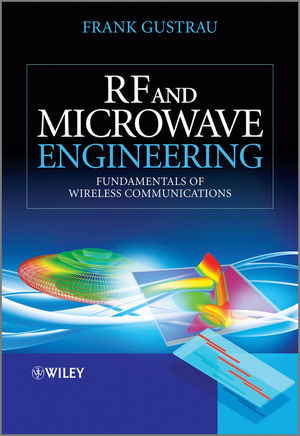 FRANK GUSTRAU
RF AND
MICROWAVE
ENGINEERING
FUNDAMENTALS OF
WIRELESS COMMUNICATIONS
WILEY